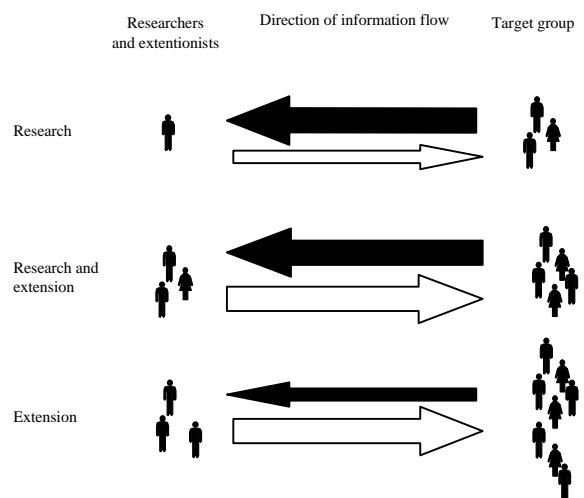 Researchers
and extentionists
Direction of information flow
Target group
Research
Research and
extension
Extension